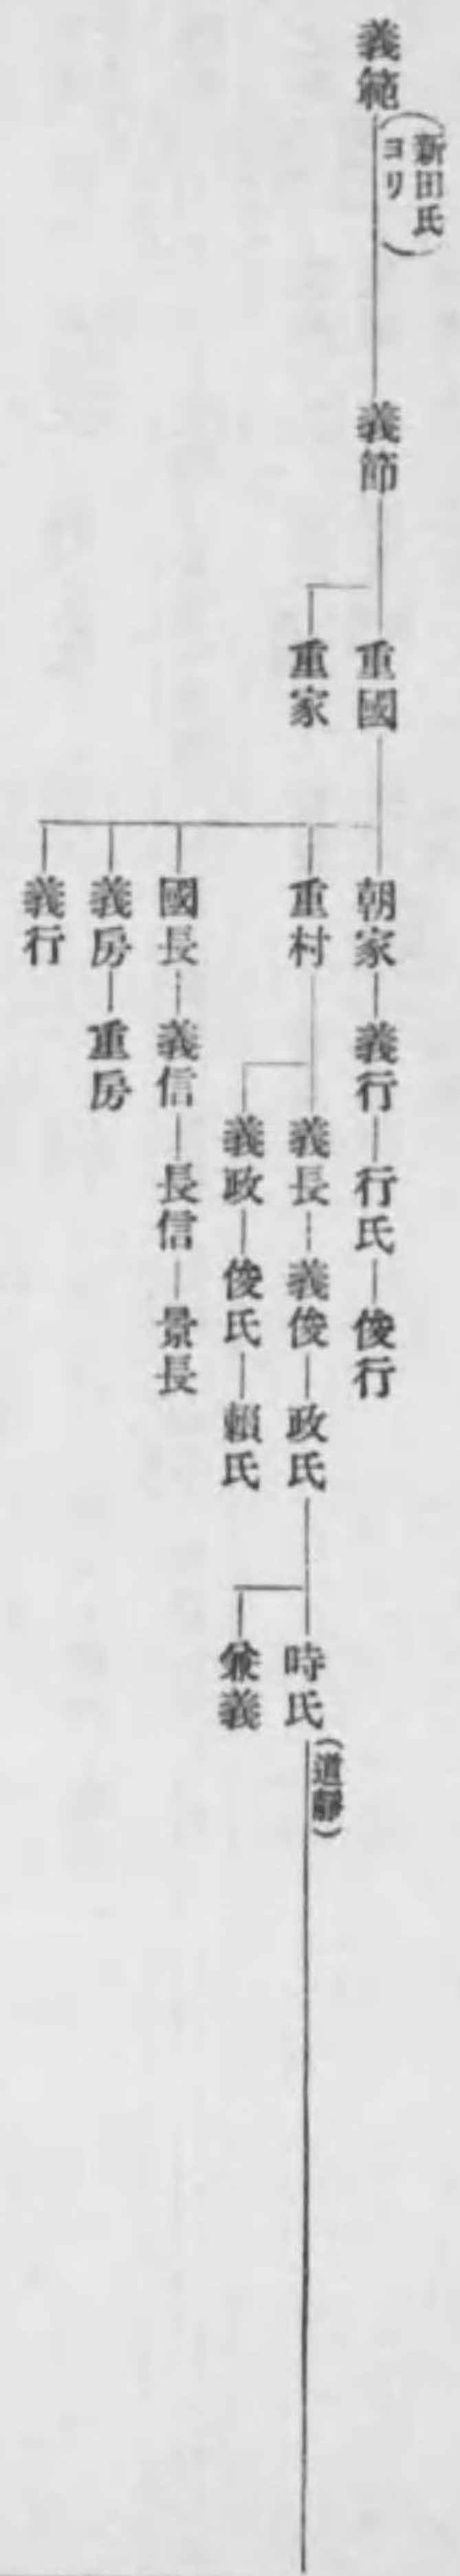 義範(新田氏ヨリ)
義節
重國
重家
朝家―義行―行氏―俊行
重村
義長―義俊―政氏
時氏(道靜)
兼義
義政―俊氏―賴氏
國長―義信―長信―景長
義房―重房
義行